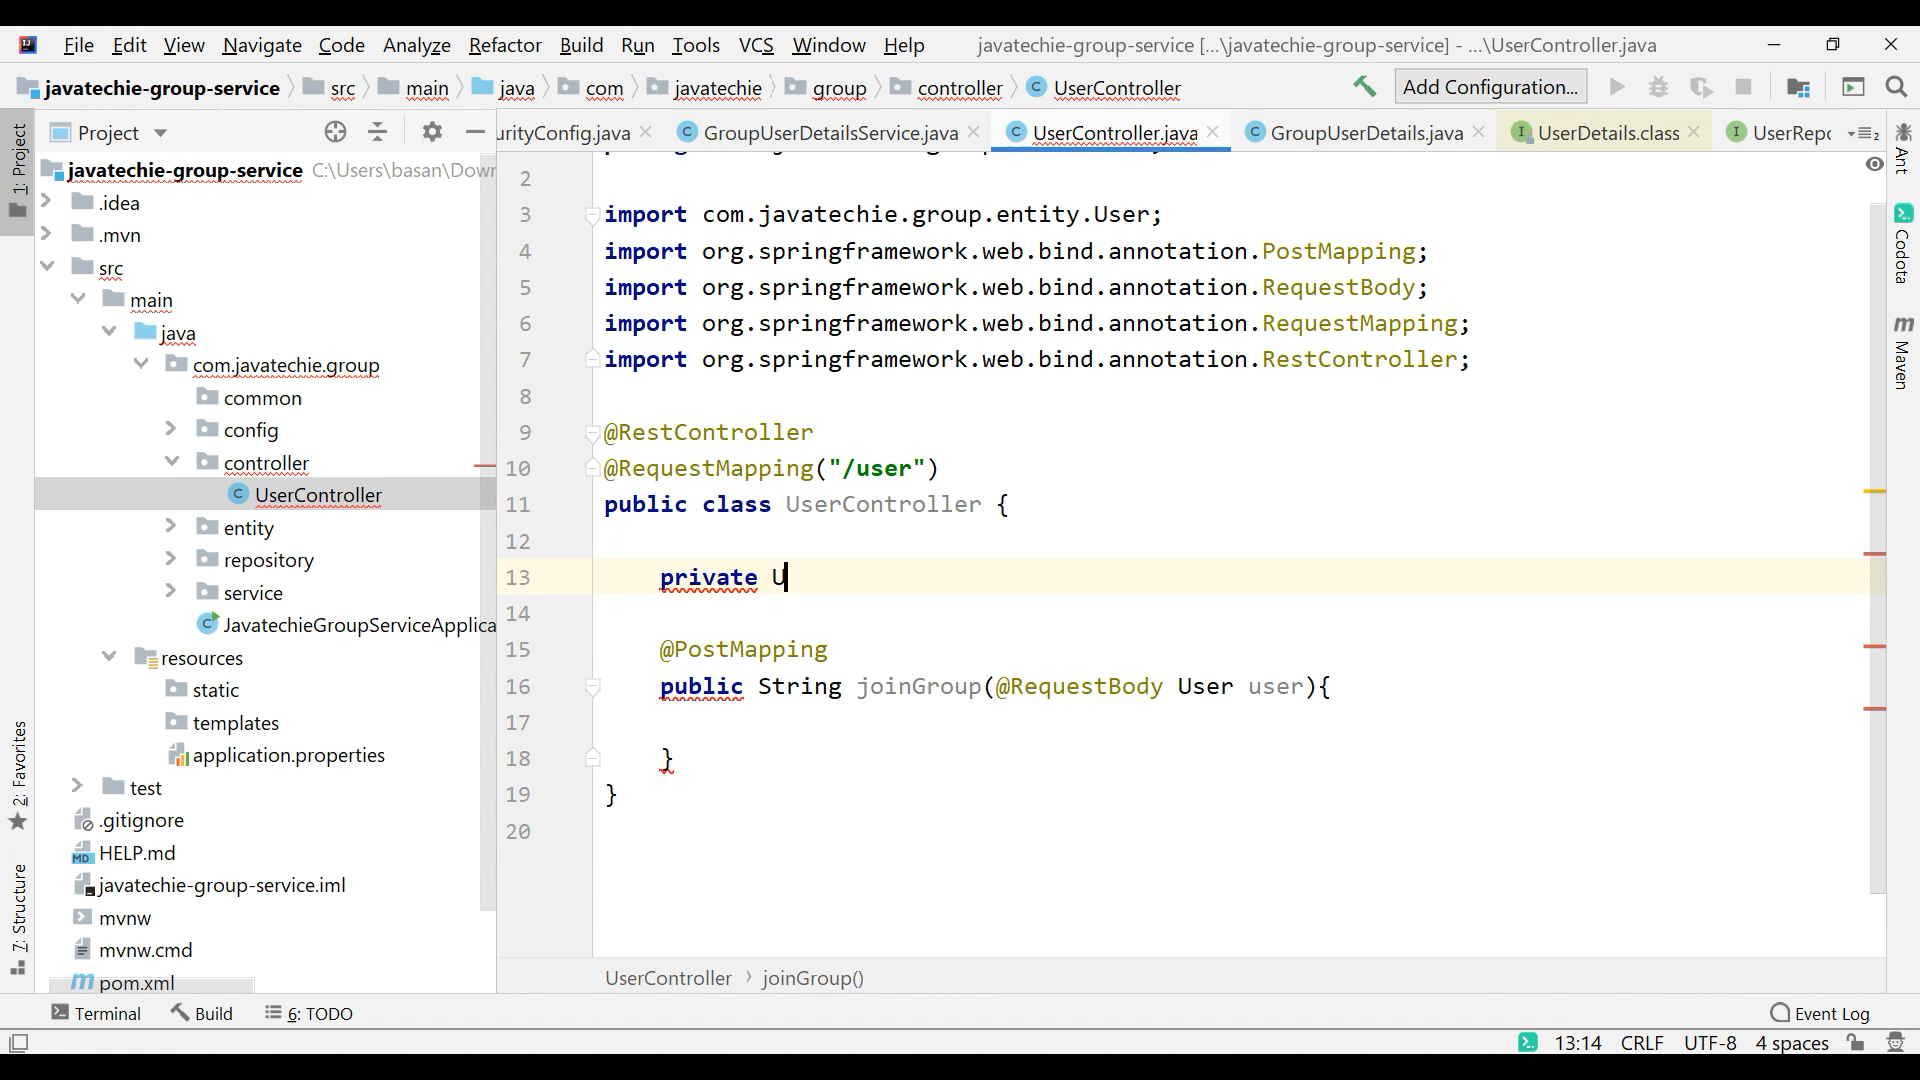 File Edit View Navigate Code Analyze Refactor Build Run Tools VCS Window Help javatechie-group-service [...\javatechie-group-service] - ...\UserController.java
javatechie-group-service src main java com javatechie group controller UserController Add Configuration...
Project urityConfig.java GroupUserDetailsService.java UserController.java GroupUserDetails.java UserDetails.class UserRepo
1: Project
javatechie-group-service C:\Users\basan\Down
.idea
.mvn
src
main
java
com.javatechie.group
common
config
controller
UserController
entity
repository
service
JavatechieGroupServiceApplica
resources
static
templates
application.properties
test
.gitignore
HELP.md
javatechie-group-service.iml
mvnw
mvnw.cmd
pom.xml
2: Favorites
7: Structure
2
3 import com.javatechie.group.entity.User;
4 import org.springframework.web.bind.annotation.PostMapping;
5 import org.springframework.web.bind.annotation.RequestBody;
6 import org.springframework.web.bind.annotation.RequestMapping;
7 import org.springframework.web.bind.annotation.RestController;
8
9 @RestController
10 @RequestMapping("/user")
11 public class UserController {
12
13 private U
14
15 @PostMapping
16 public String joinGroup(@RequestBody User user){
17
18 }
19 }
20
UserController joinGroup()
Ant
Codota
Maven
Terminal Build 6: TODO Event Log
13:14 CRLF UTF-8 4 spaces